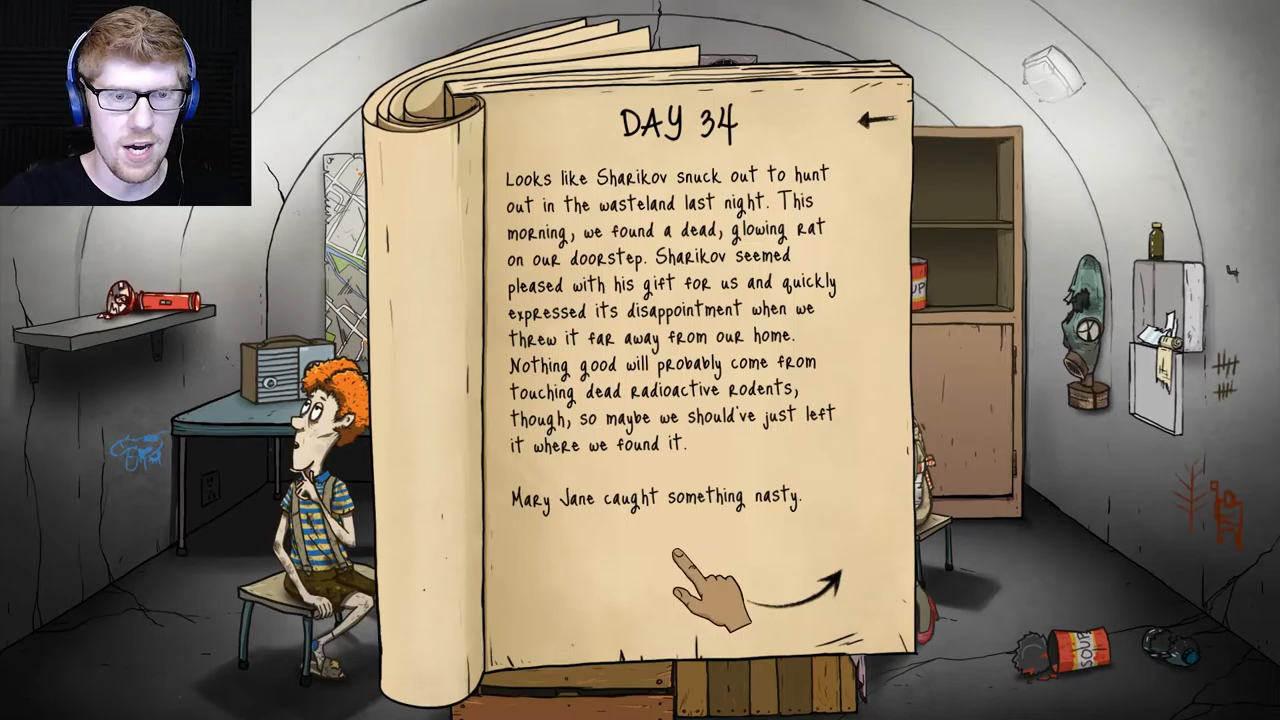 DAY 34
Looks like Sharikov snuck out to hunt
out in the wasteland last night. This
morning, we found a dead, glowing rat
on our doorstep. Sharikov seemed
pleased with his gift for us and quickly
expressed its disappointment when we
threw it far away from our home.
Nothing good will probably come from
touching dead radioactive rodents,
though, so maybe we should've just left
it where we found it.
Mary Jane caught something nasty.
UP
SOUP